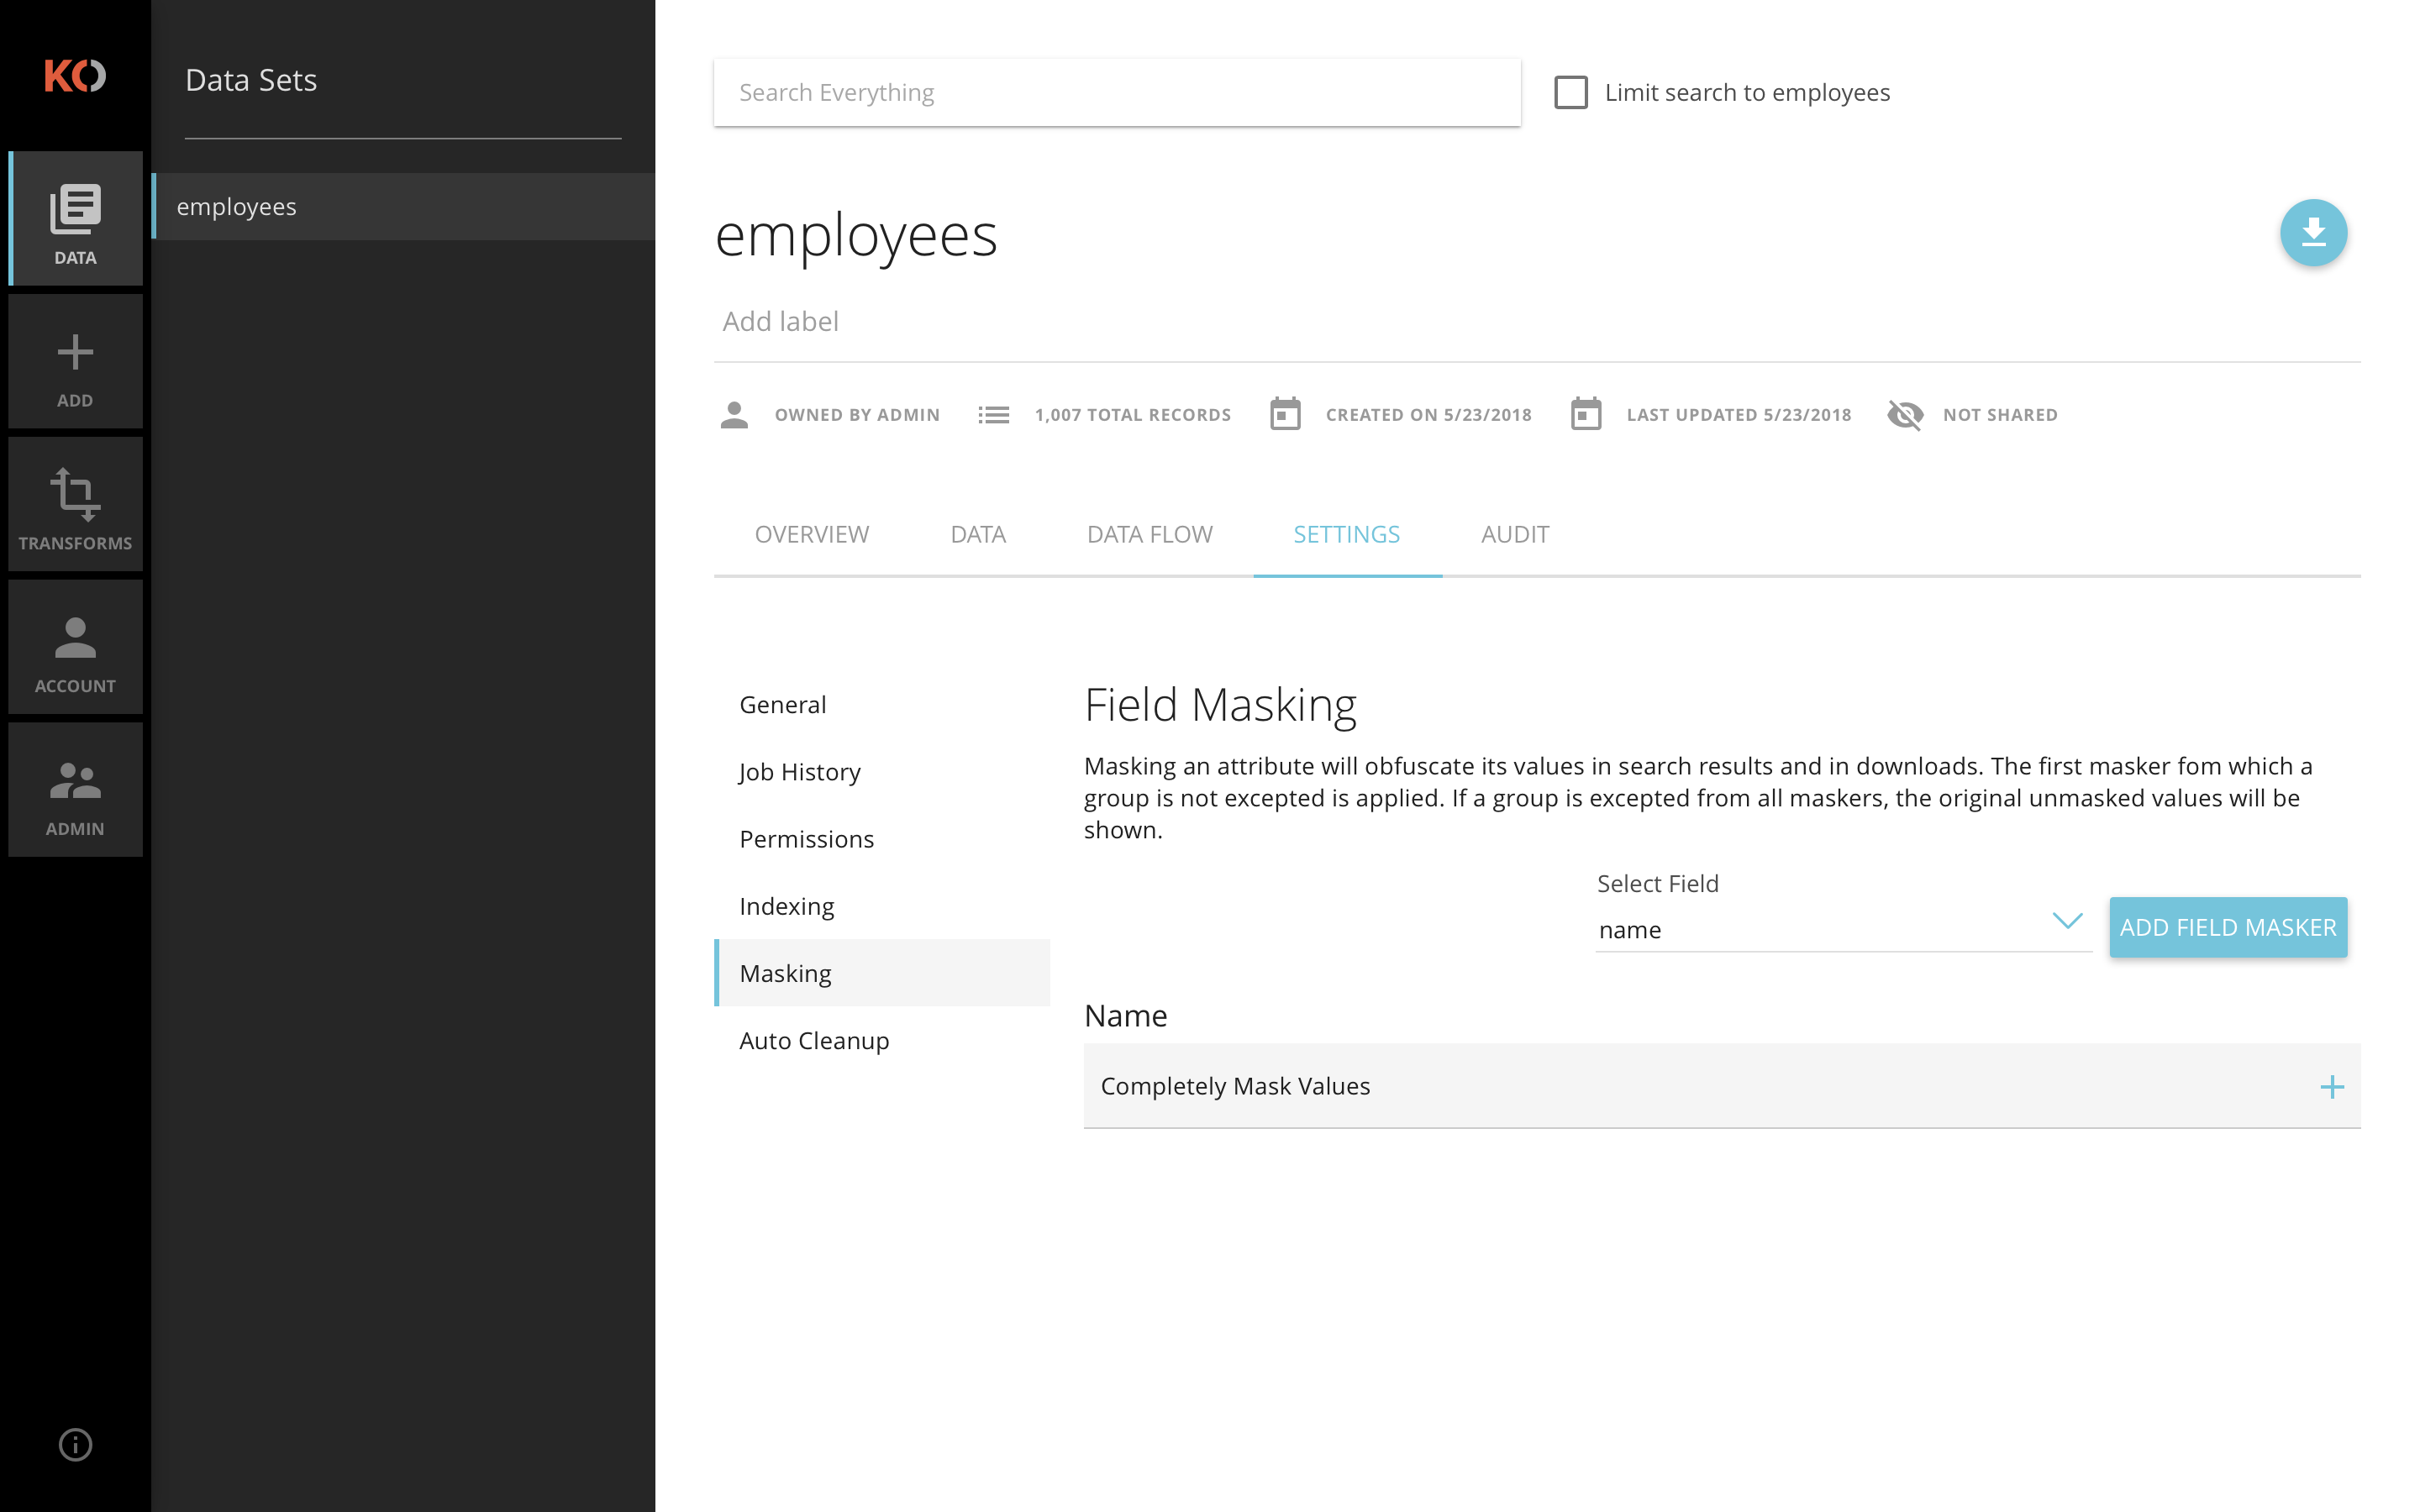 KO
DATA
ADD
TRANSFORMS
ACCOUNT
ADMIN
Data Sets
employees
Search Everything
Limit search to employees
employees
Add label
OWNED BY ADMIN
1,007 TOTAL RECORDS
CREATED ON 5/23/2018
LAST UPDATED 5/23/2018
NOT SHARED
OVERVIEW
DATA
DATA FLOW
SETTINGS
AUDIT
General
Job History
Permissions
Indexing
Masking
Auto Cleanup
Field Masking
Masking an attribute will obfuscate its values in search results and in downloads. The first masker fom which a
group is not excepted is applied. If a group is excepted from all maskers, the original unmasked values will be
shown.
Select Field
name
ADD FIELD MASKER
Name
Completely Mask Values